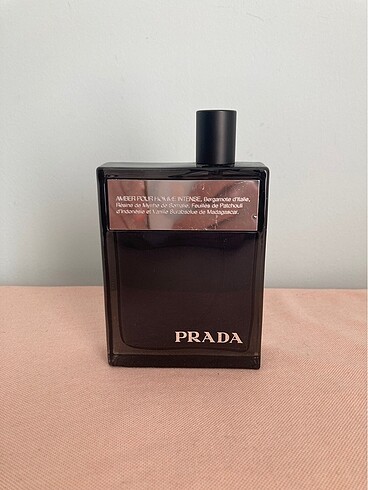 AMBER POUR HOMME INTENSE, Bergamote d'Italie,
Résine de Myrrhe de Somalie, Feuilles de Patchouli
d'Indonésie et Vanille Burabsolue de Madagascar.
PRADA